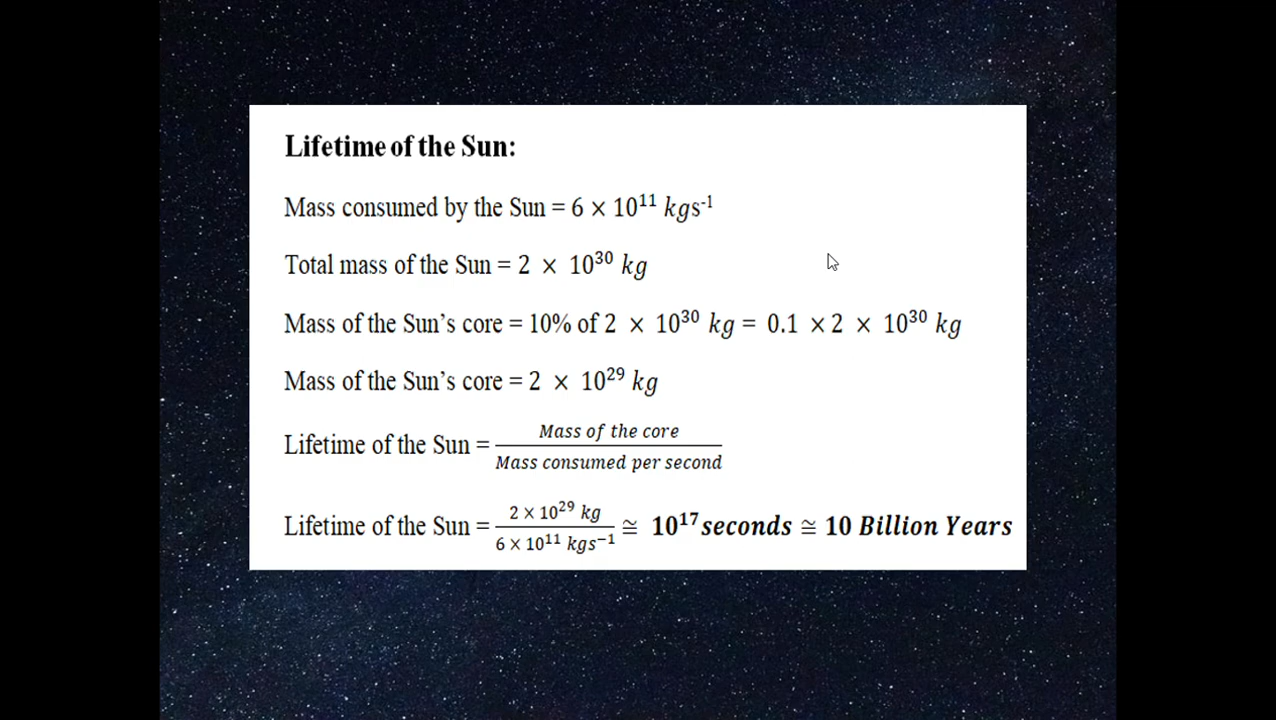 Lifetime of the Sun:
Mass consumed by the Sun = 6 × 10¹¹ kgs⁻¹
Total mass of the Sun = 2 × 10³⁰ kg
Mass of the Sun’s core = 10% of 2 × 10³⁰ kg = 0.1 × 2 × 10³⁰ kg
Mass of the Sun’s core = 2 × 10²⁹ kg
Lifetime of the Sun = Mass of the core / Mass consumed per second
Lifetime of the Sun = 2 × 10²⁹ kg / 6 × 10¹¹ kgs⁻¹ ≅ 10¹⁷ seconds ≅ 10 Billion Years